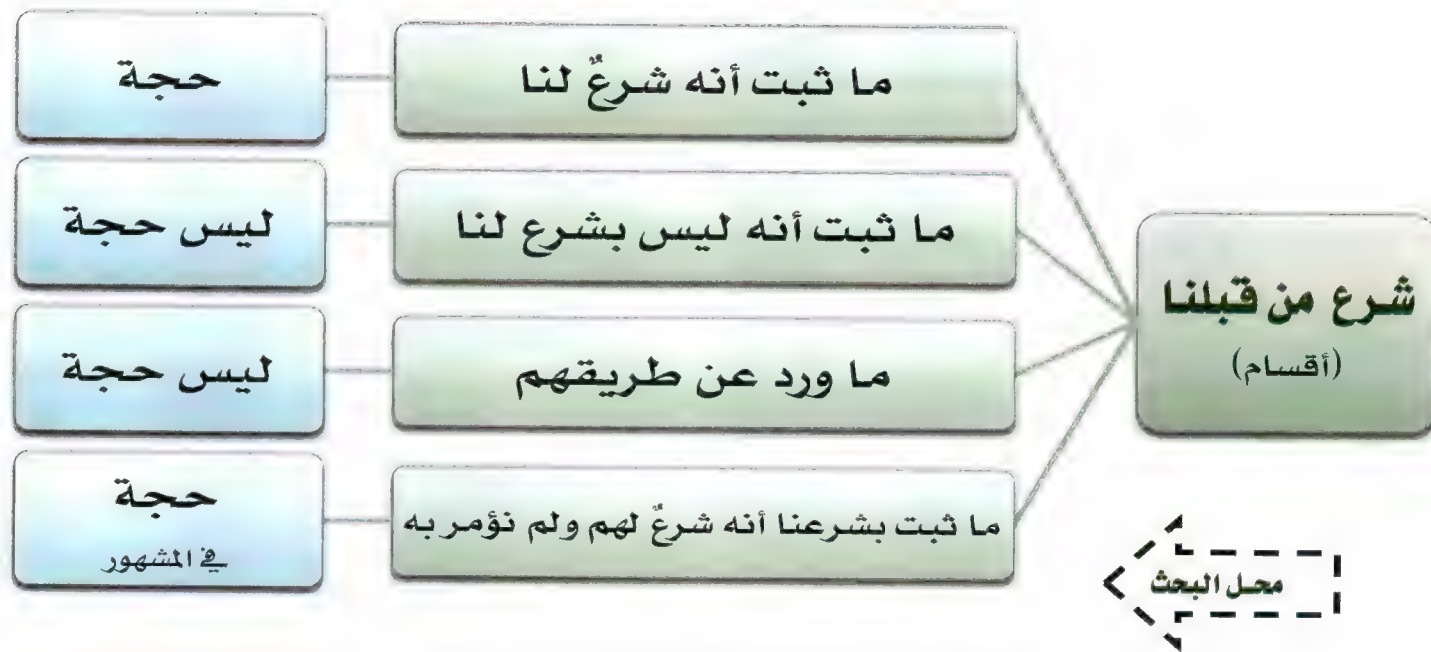 شرع من قبلنا
(أقسام)
ما ثبت أنه شرعٌ لنا
حجة
ما ثبت أنه ليس بشرع لنا
ليس حجة
ما ورد عن طريقهم
ليس حجة
ما ثبت بشرعنا أنه شرعٌ لهم ولم نؤمر به
حجة
في المشهور
محل البحث